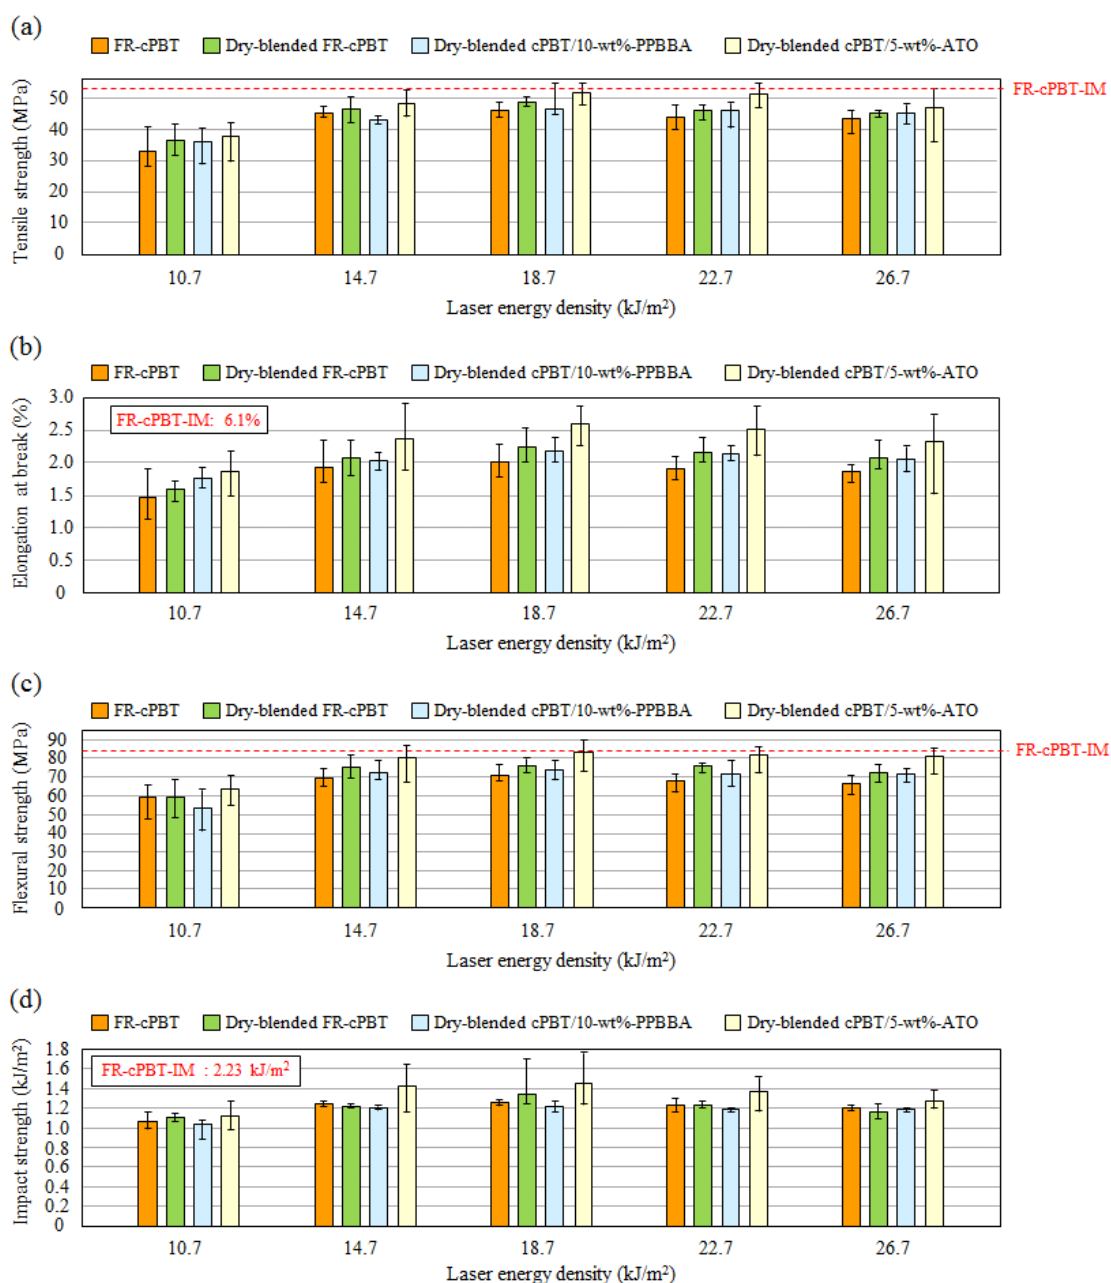 (a)
FR-cPBT Dry-blended FR-cPBT Dry-blended cPBT/10-wt%-PPBBA Dry-blended cPBT/5-wt%-ATO
Tensile strength (MPa)
50
40
30
20
10
0
FR-cPBT-IM
10.7 14.7 18.7 22.7 26.7
Laser energy density (kJ/m²)
(b)
FR-cPBT Dry-blended FR-cPBT Dry-blended cPBT/10-wt%-PPBBA Dry-blended cPBT/5-wt%-ATO
Elongation at break (%)
3.0
2.5
2.0
1.5
1.0
0.5
0
FR-cPBT-IM: 6.1%
10.7 14.7 18.7 22.7 26.7
Laser energy density (kJ/m²)
(c)
FR-cPBT Dry-blended FR-cPBT Dry-blended cPBT/10-wt%-PPBBA Dry-blended cPBT/5-wt%-ATO
Flexural strength (MPa)
90
80
70
60
50
40
30
20
10
0
FR-cPBT-IM
10.7 14.7 18.7 22.7 26.7
Laser energy density (kJ/m²)
(d)
FR-cPBT Dry-blended FR-cPBT Dry-blended cPBT/10-wt%-PPBBA Dry-blended cPBT/5-wt%-ATO
Impact strength (kJ/m²)
1.8
1.6
1.4
1.2
1.0
0.8
0.6
0.4
0.2
0
FR-cPBT-IM : 2.23 kJ/m²
10.7 14.7 18.7 22.7 26.7
Laser energy density (kJ/m²)